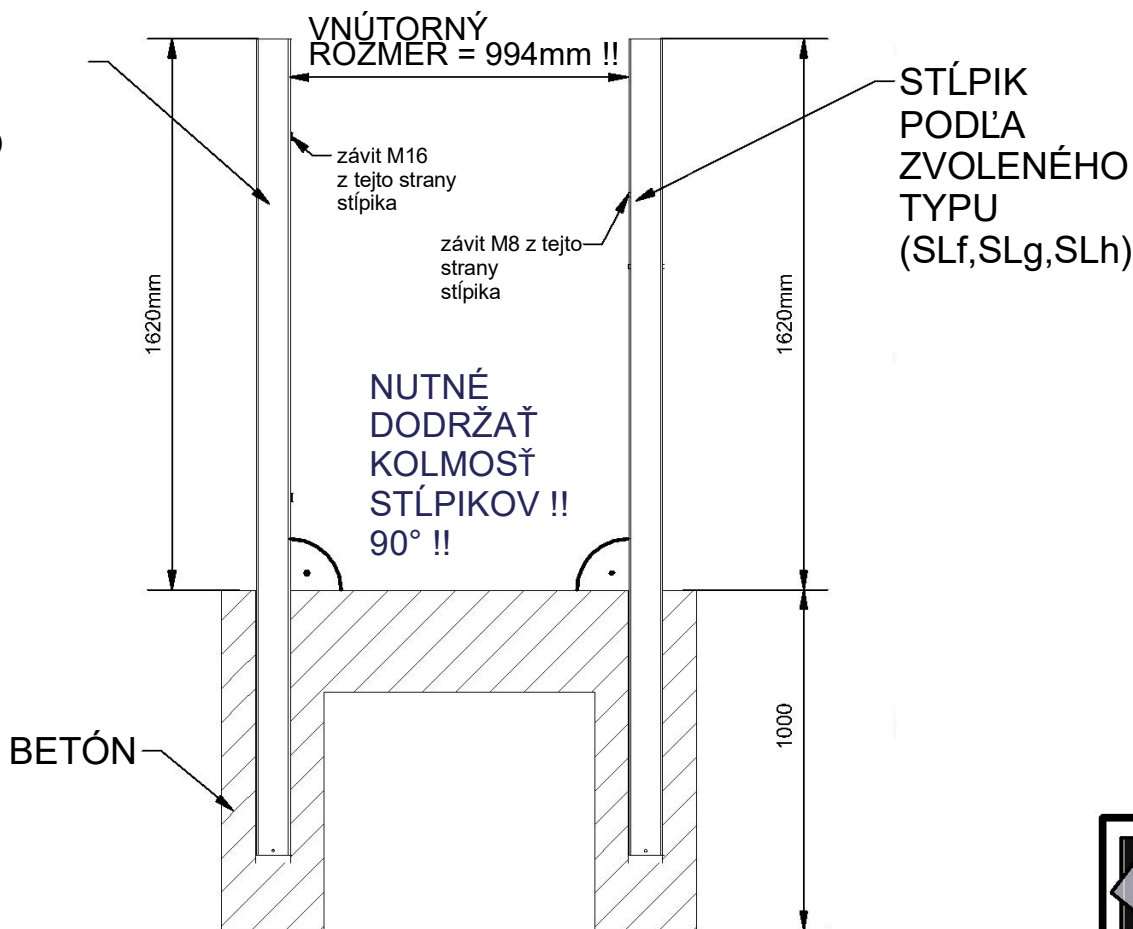 VNÚTORNÝ
ROZMER = 994mm !!
STĹPIK
PODĽA
ZVOLENÉHO
TYPU
(SLf,SLg,SLh)
závit M16
z tejto strany
stĺpika
závit M8 z tejto
strany
stĺpika
1620mm
1620mm
NUTNÉ
DODRŽAŤ
KOLMOSŤ
STĹPIKOV !!
90° !!
1000
BETÓN